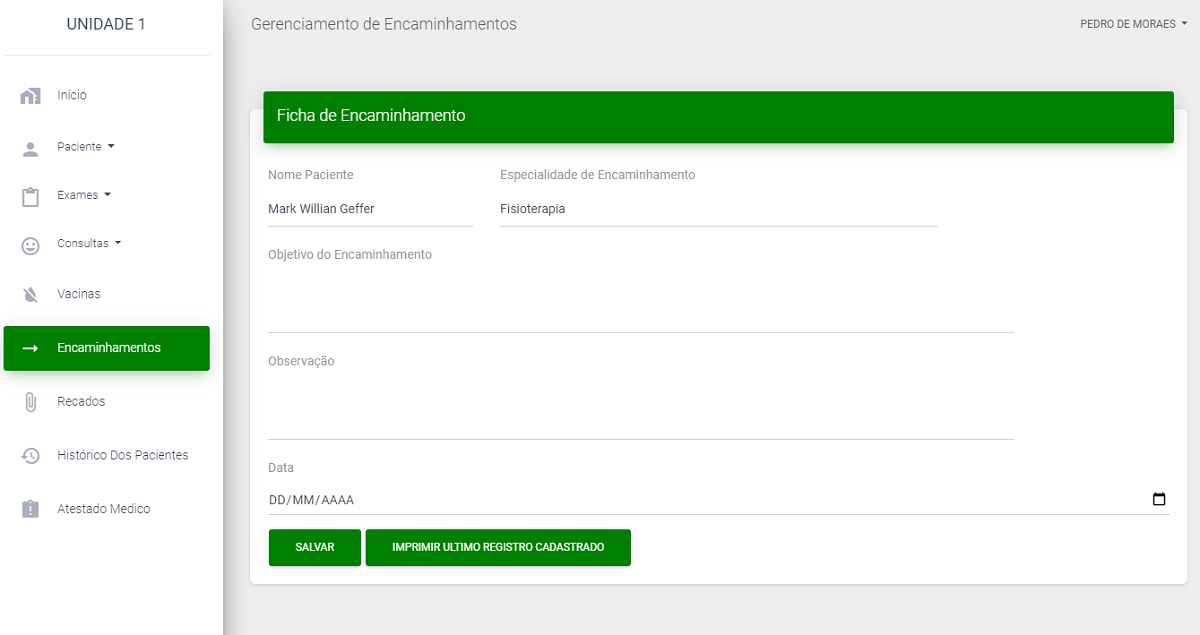 UNIDADE 1
Início
Paciente
Exames
Consultas
Vacinas
Encaminhamentos
Recados
Histórico Dos Pacientes
Atestado Medico
Gerenciamento de Encaminhamentos
PEDRO DE MORAES
Ficha de Encaminhamento
Nome Paciente
Especialidade de Encaminhamento
Mark Willian Geffer
Fisioterapia
Objetivo do Encaminhamento
Observação
Data
DD/MM/AAAA
SALVAR
IMPRIMIR ULTIMO REGISTRO CADASTRADO